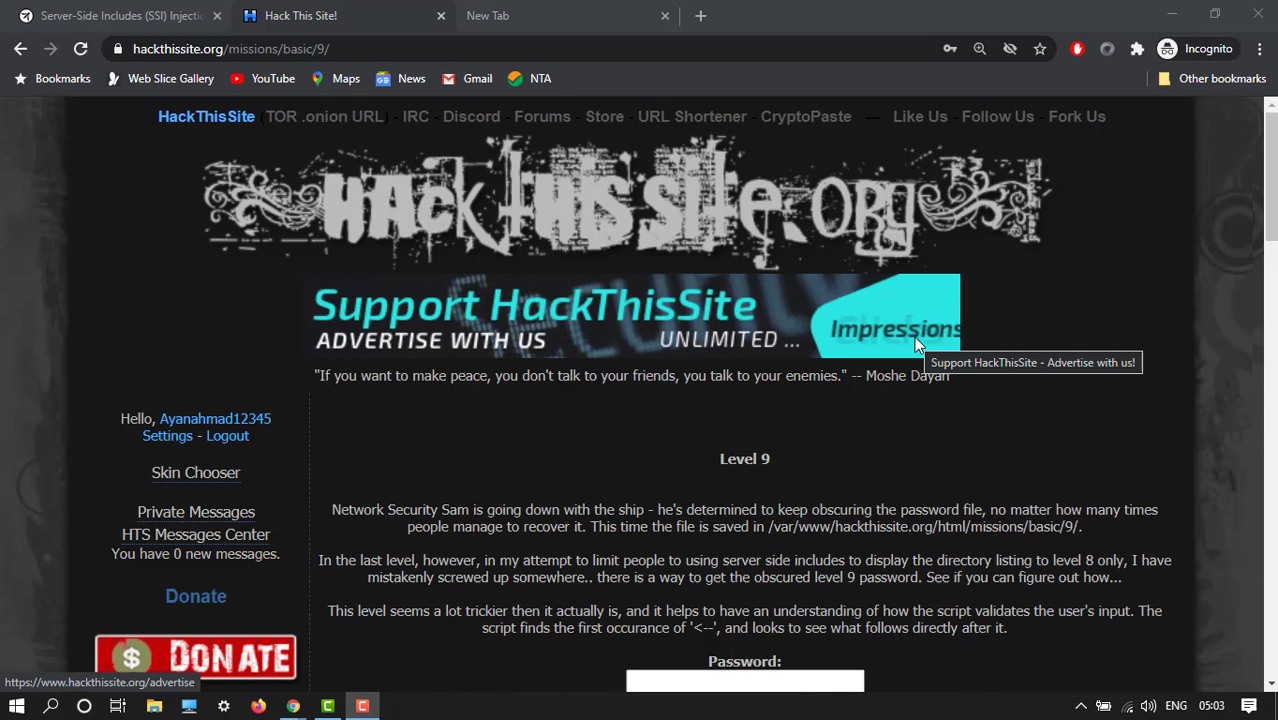 Server-Side Includes (SSI) Injectio
Hack This Site!
New Tab
hackthissite.org/missions/basic/9/
Incognito
Bookmarks
Web Slice Gallery
YouTube
Maps
News
Gmail
NTA
Other bookmarks
HackThisSite (TOR .onion URL) - IRC - Discord - Forums - Store - URL Shortener - CryptoPaste --- Like Us - Follow Us - Fork Us
HAck tHis Site.oRg
Support HackThisSite
ADVERTISE WITH US UNLIMITED ... Impressions
Support HackThisSite - Advertise with us!
"If you want to make peace, you don't talk to your friends, you talk to your enemies." -- Moshe Dayan
Hello, Ayanahmad12345
Settings - Logout
Skin Chooser
Private Messages
HTS Messages Center
You have 0 new messages.
Donate
$ DONATE
Level 9
Network Security Sam is going down with the ship - he's determined to keep obscuring the password file, no matter how many times
people manage to recover it. This time the file is saved in /var/www/hackthissite.org/html/missions/basic/9/.
In the last level, however, in my attempt to limit people to using server side includes to display the directory listing to level 8 only, I have
mistakenly screwed up somewhere.. there is a way to get the obscured level 9 password. See if you can figure out how...
This level seems a lot trickier then it actually is, and it helps to have an understanding of how the script validates the user's input. The
script finds the first occurance of '<--', and looks to see what follows directly after it.
Password:
https://www.hackthissite.org/advertise
05:03